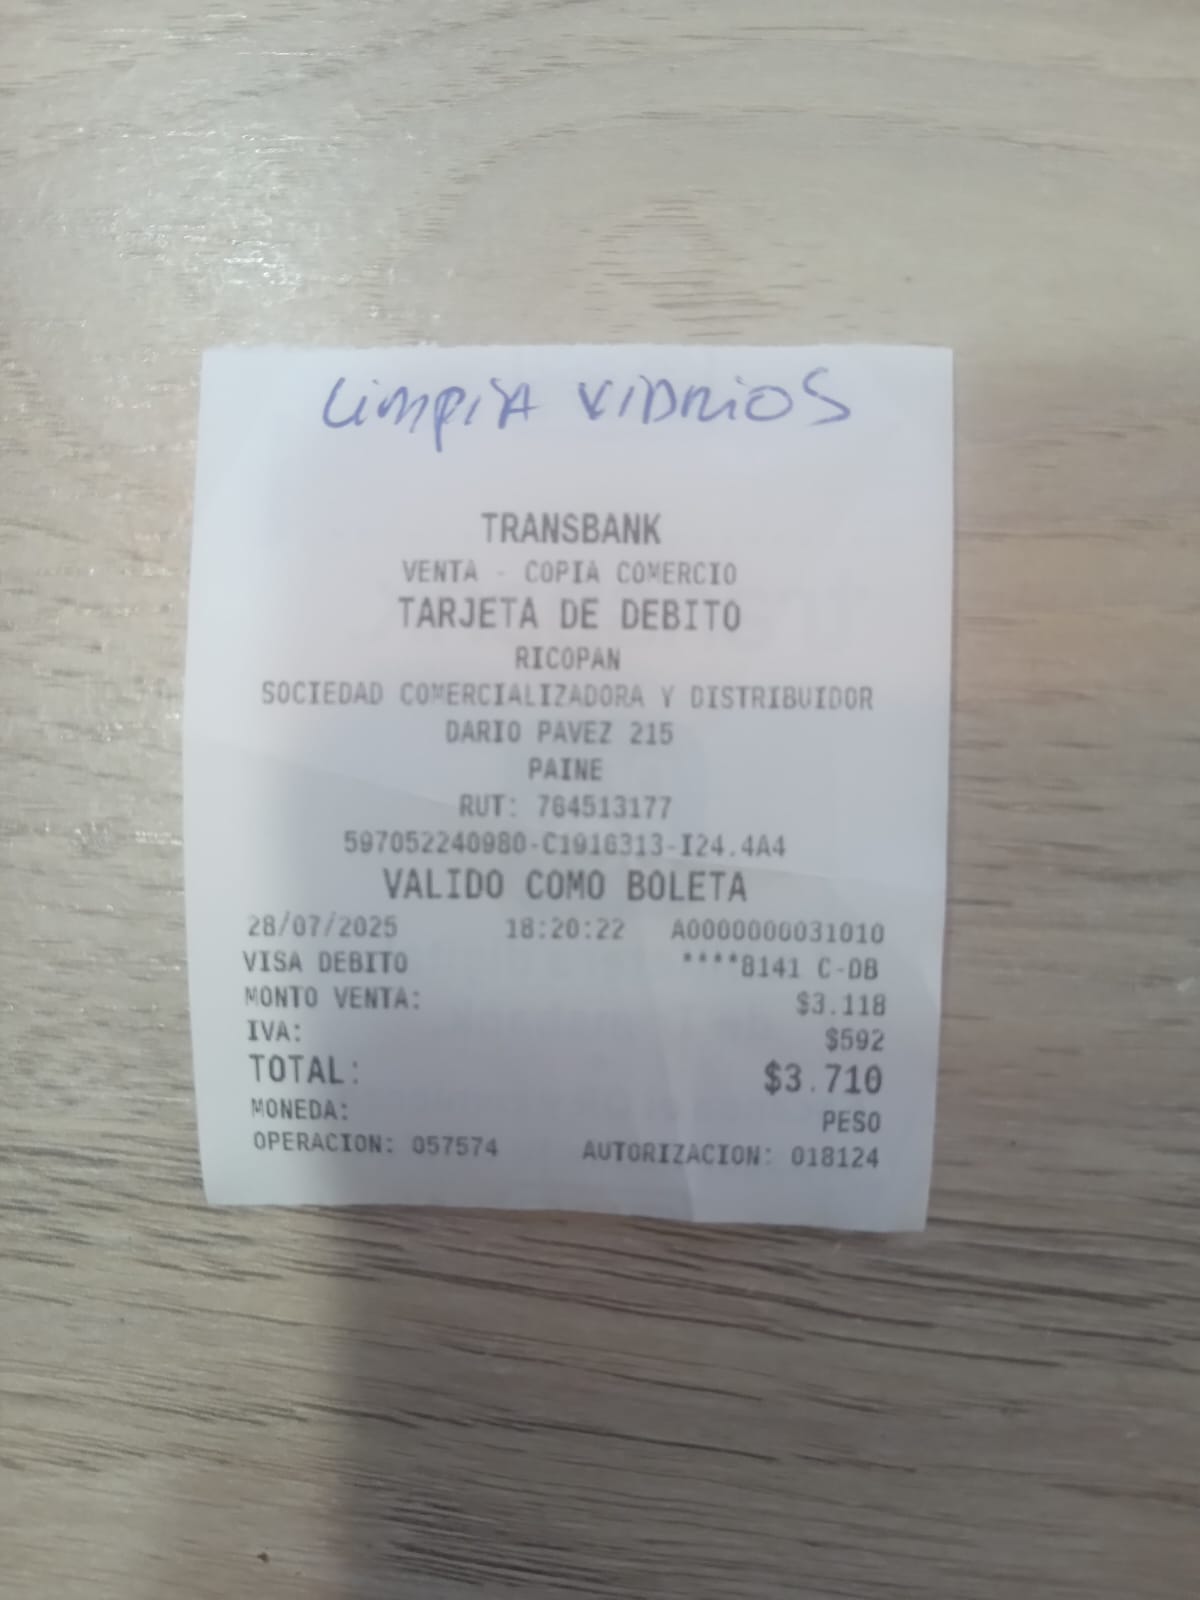 Limpia VIDRIOS
TRANSBANK
VENTA - COPIA COMERCIO
TARJETA DE DEBITO
RICOPAN
SOCIEDAD COMERCIALIZADORA Y DISTRIBUIDOR
DARIO PAVEZ 215
PAINE
RUT: 764513177
597052240980-C1916313-I24.4A4
VALIDO COMO BOLETA
28/07/2025 18:20:22 A0000000031010
VISA DEBITO ****8141 C-DB
MONTO VENTA: $3.118
IVA: $592
TOTAL: $3.710
MONEDA: PESO
OPERACION: 057574 AUTORIZACION: 018124